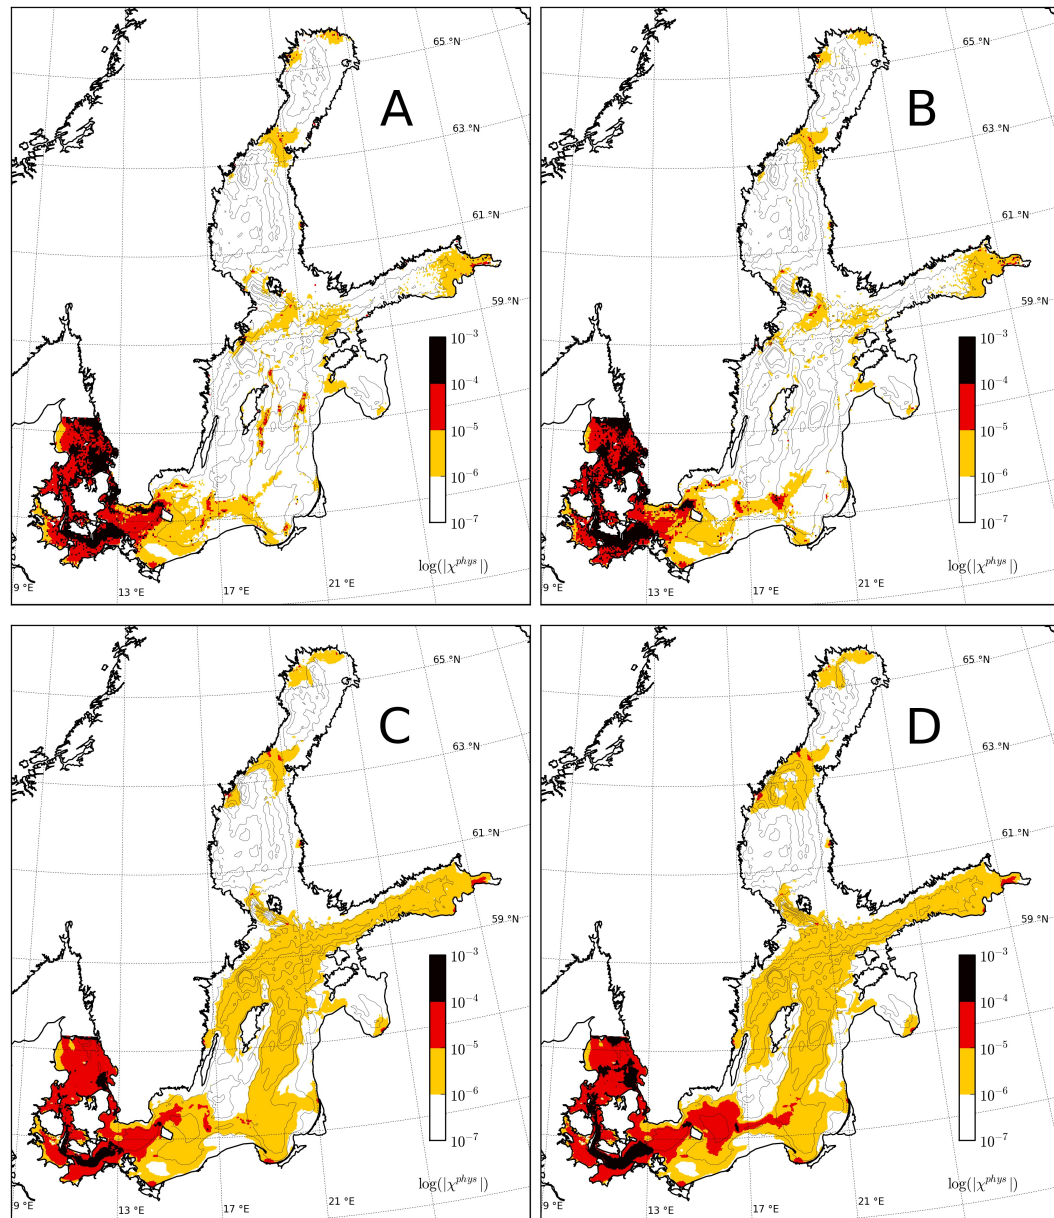 A
65 °N
63 °N
61 °N
59 °N
10⁻³
10⁻⁴
10⁻⁵
10⁻⁶
10⁻⁷
log(|χ^{phys}|)
9 °E
13 °E
17 °E
21 °E
B
65 °N
63 °N
61 °N
59 °N
10⁻³
10⁻⁴
10⁻⁵
10⁻⁶
10⁻⁷
log(|χ^{phys}|)
9 °E
13 °E
17 °E
21 °E
C
65 °N
63 °N
61 °N
59 °N
10⁻³
10⁻⁴
10⁻⁵
10⁻⁶
10⁻⁷
log(|χ^{phys}|)
9 °E
13 °E
17 °E
21 °E
D
65 °N
63 °N
61 °N
59 °N
10⁻³
10⁻⁴
10⁻⁵
10⁻⁶
10⁻⁷
log(|χ^{phys}|)
9 °E
13 °E
17 °E
21 °E